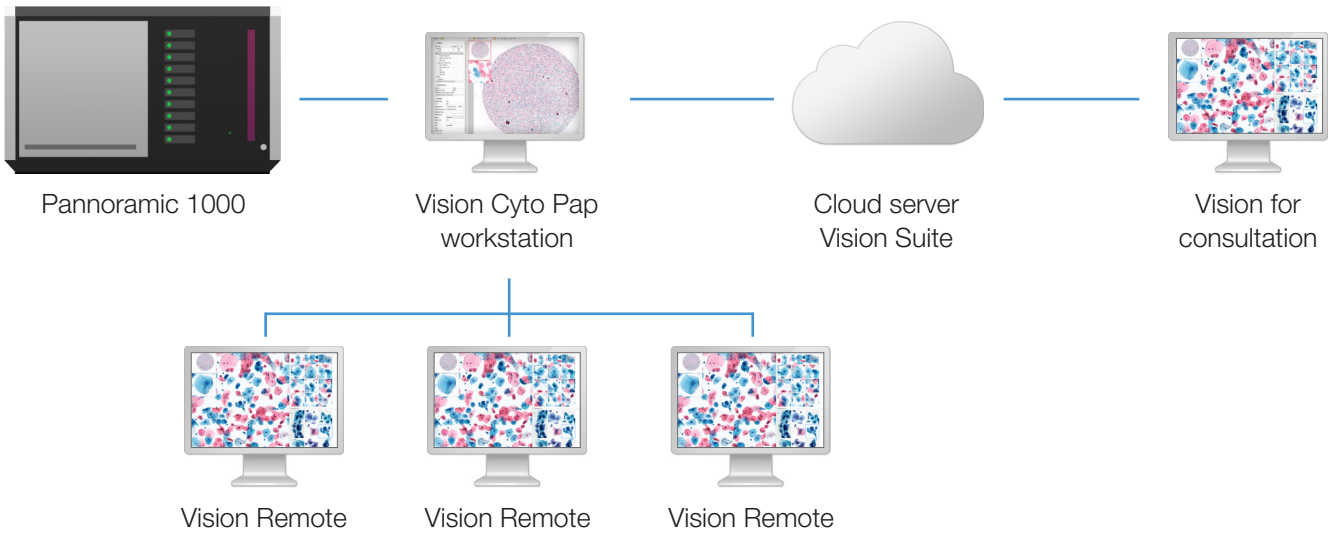 Pannoramic 1000
Vision Cyto Pap
workstation
Cloud server
Vision Suite
Vision for
consultation
Vision Remote
Vision Remote
Vision Remote